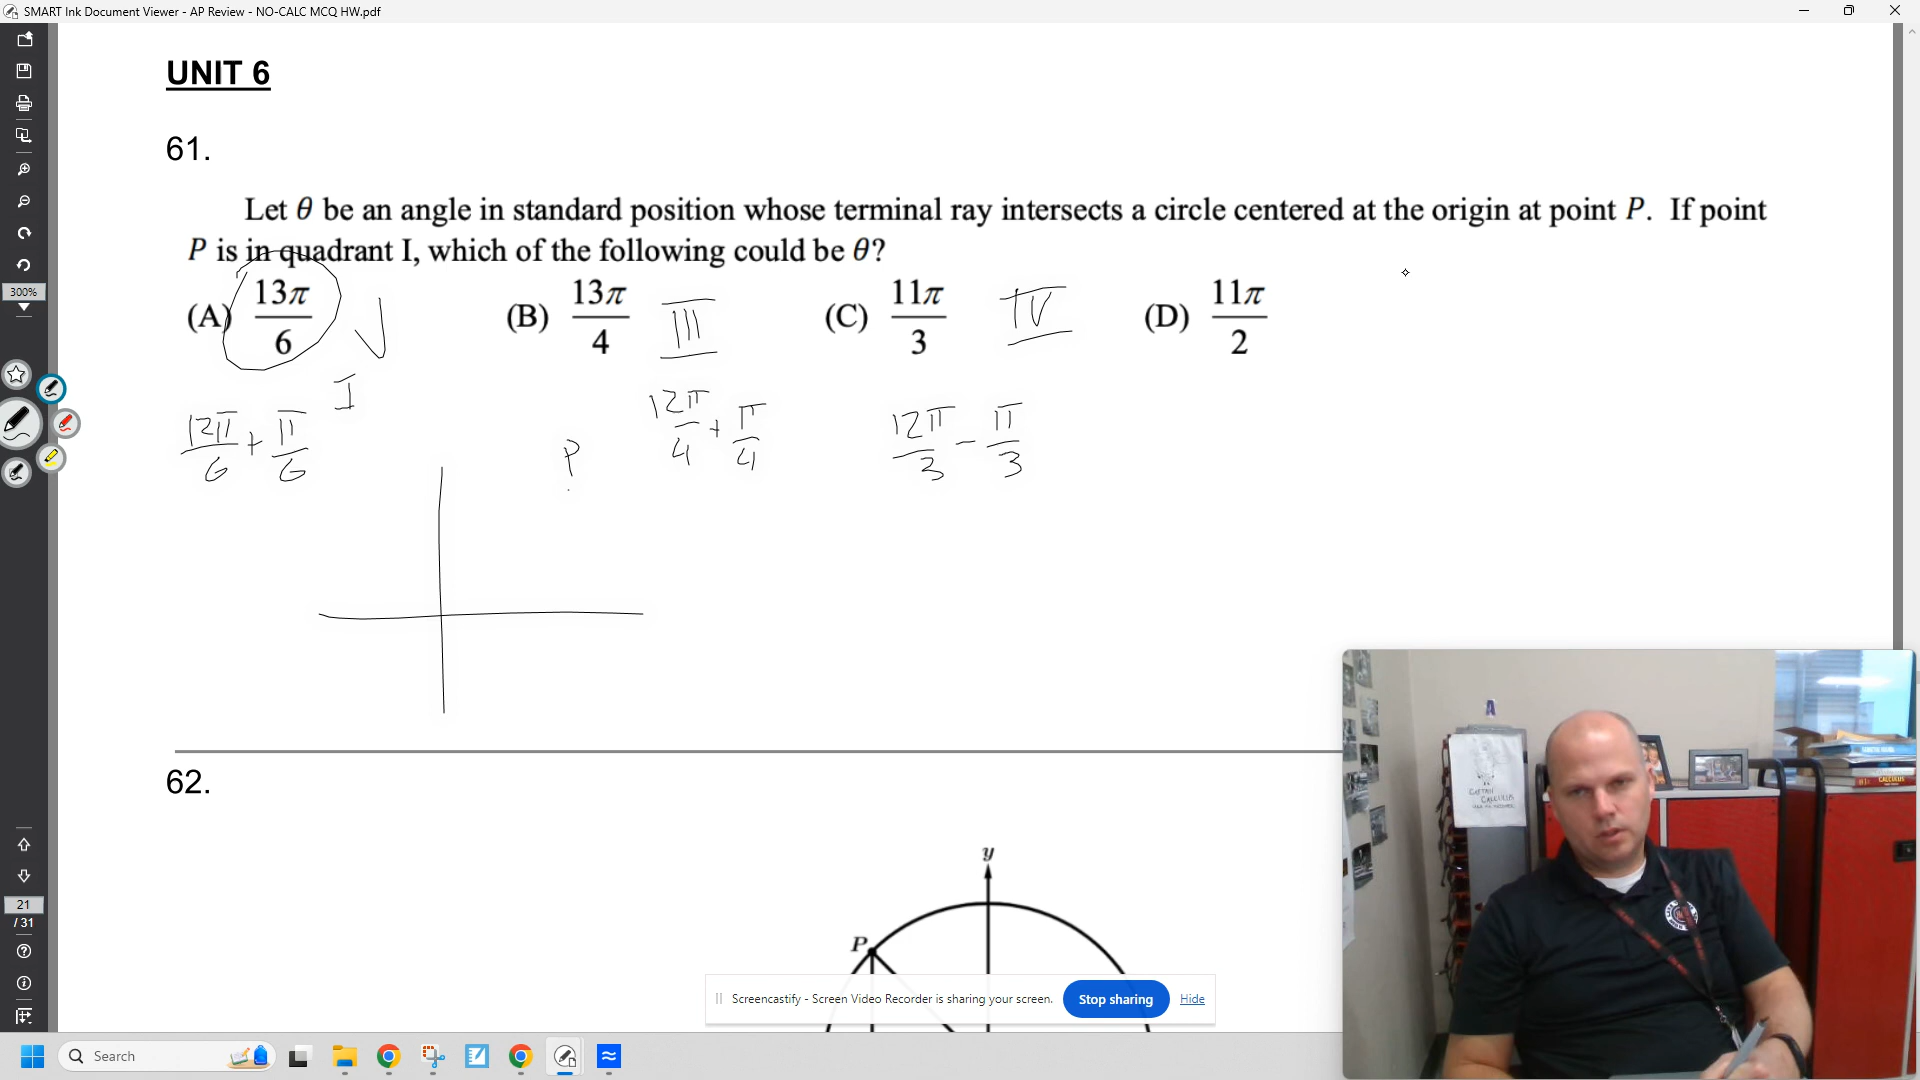 SMART Ink Document Viewer - AP Review - NO-CALC MCQ HW.pdf
UNIT 6
61.
Let θ be an angle in standard position whose terminal ray intersects a circle centered at the origin at point P. If point
P is in quadrant I, which of the following could be θ?
(A) 13π/6 (B) 13π/4 III (C) 11π/3 IV (D) 11π/2
I
12π/6 + π/6 12π/4 + π/4 12π/3 - π/3
P
300%
62.
y
P
21
/ 31
Screencastify - Screen Video Recorder is sharing your screen. Stop sharing Hide
Search
A
CAPTAIN
CALCULUS
CALCULUS